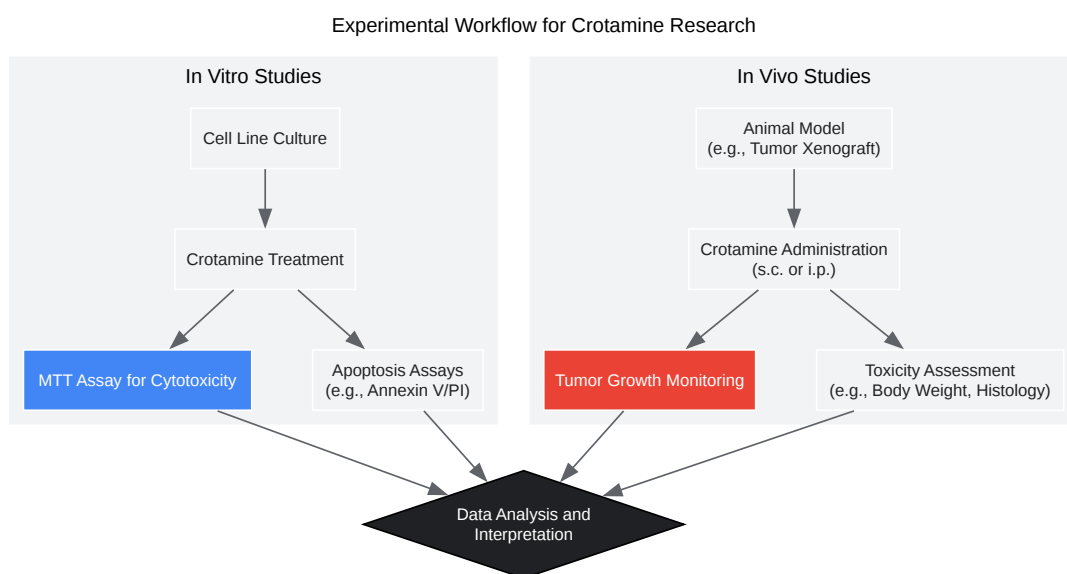 Experimental Workflow for Crotamine Research
In Vitro Studies
Cell Line Culture
Crotamine Treatment
MTT Assay for Cytotoxicity
Apoptosis Assays
(e.g., Annexin V/PI)
In Vivo Studies
Animal Model
(e.g., Tumor Xenograft)
Crotamine Administration
(s.c. or i.p.)
Tumor Growth Monitoring
Toxicity Assessment
(e.g., Body Weight, Histology)
Data Analysis and
Interpretation